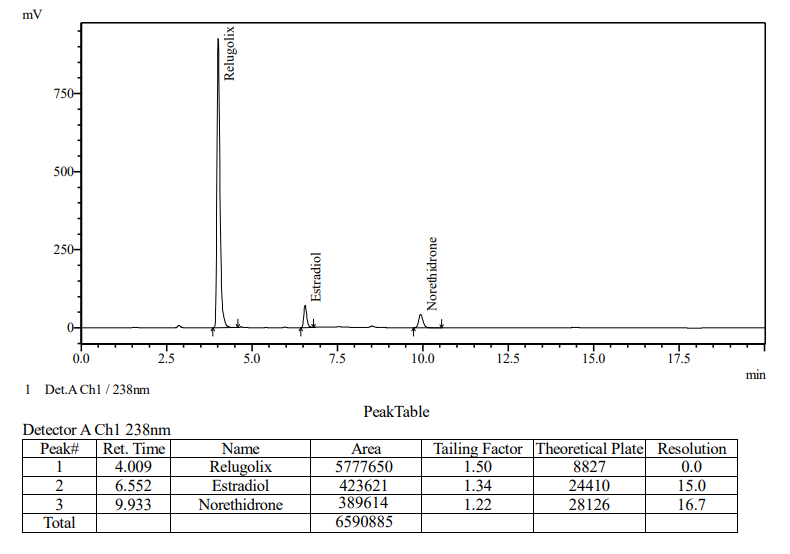 mV
Relugolix
750
500
250
Estradiol
Norethidrone
0
0.0 2.5 5.0 7.5 10.0 12.5 15.0 17.5
min
1 Det.A Ch1 / 238nm
PeakTable
Detector A Ch1 238nm
Peak# Ret. Time Name Area Tailing Factor Theoretical Plate Resolution
1 4.009 Relugolix 5777650 1.50 8827 0.0
2 6.552 Estradiol 423621 1.34 24410 15.0
3 9.933 Norethidrone 389614 1.22 28126 16.7
Total 6590885